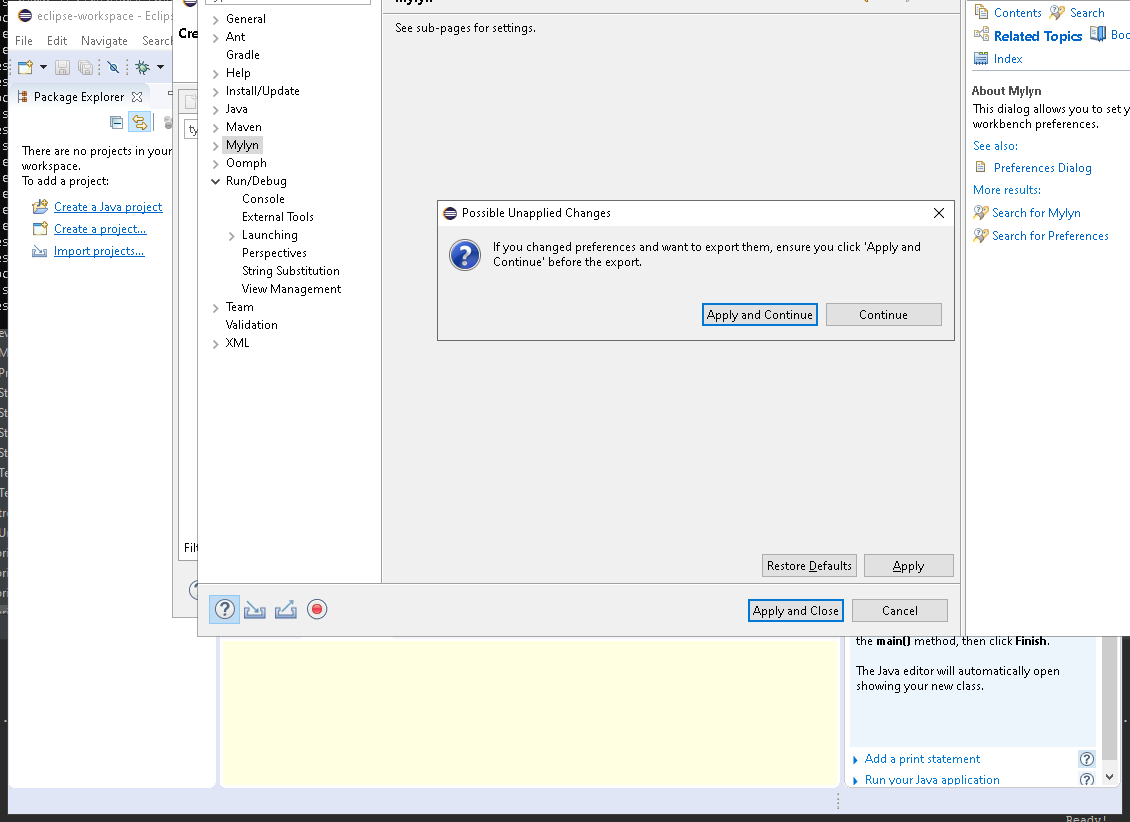 eclipse-workspace - Eclips
File Edit Navigate Search
Package Explorer
There are no projects in your
workspace.
To add a project:
Create a Java project
Create a project...
Import projects...
Cre
ty
Filt
General
Ant
Gradle
Help
Install/Update
Java
Maven
Mylyn
Oomph
Run/Debug
Console
External Tools
Launching
Perspectives
String Substitution
View Management
Team
Validation
XML
Mylyn
See sub-pages for settings.
Possible Unapplied Changes
If you changed preferences and want to export them, ensure you click 'Apply and
Continue' before the export.
Apply and Continue Continue
Restore Defaults Apply
Apply and Close Cancel
Contents Search
Related Topics Boo
Index
About Mylyn
This dialog allows you to set y
workbench preferences.
See also:
Preferences Dialog
More results:
Search for Mylyn
Search for Preferences
the main() method, then click Finish.
The Java editor will automatically open
showing your new class.
Add a print statement
Run your Java application
Ready!